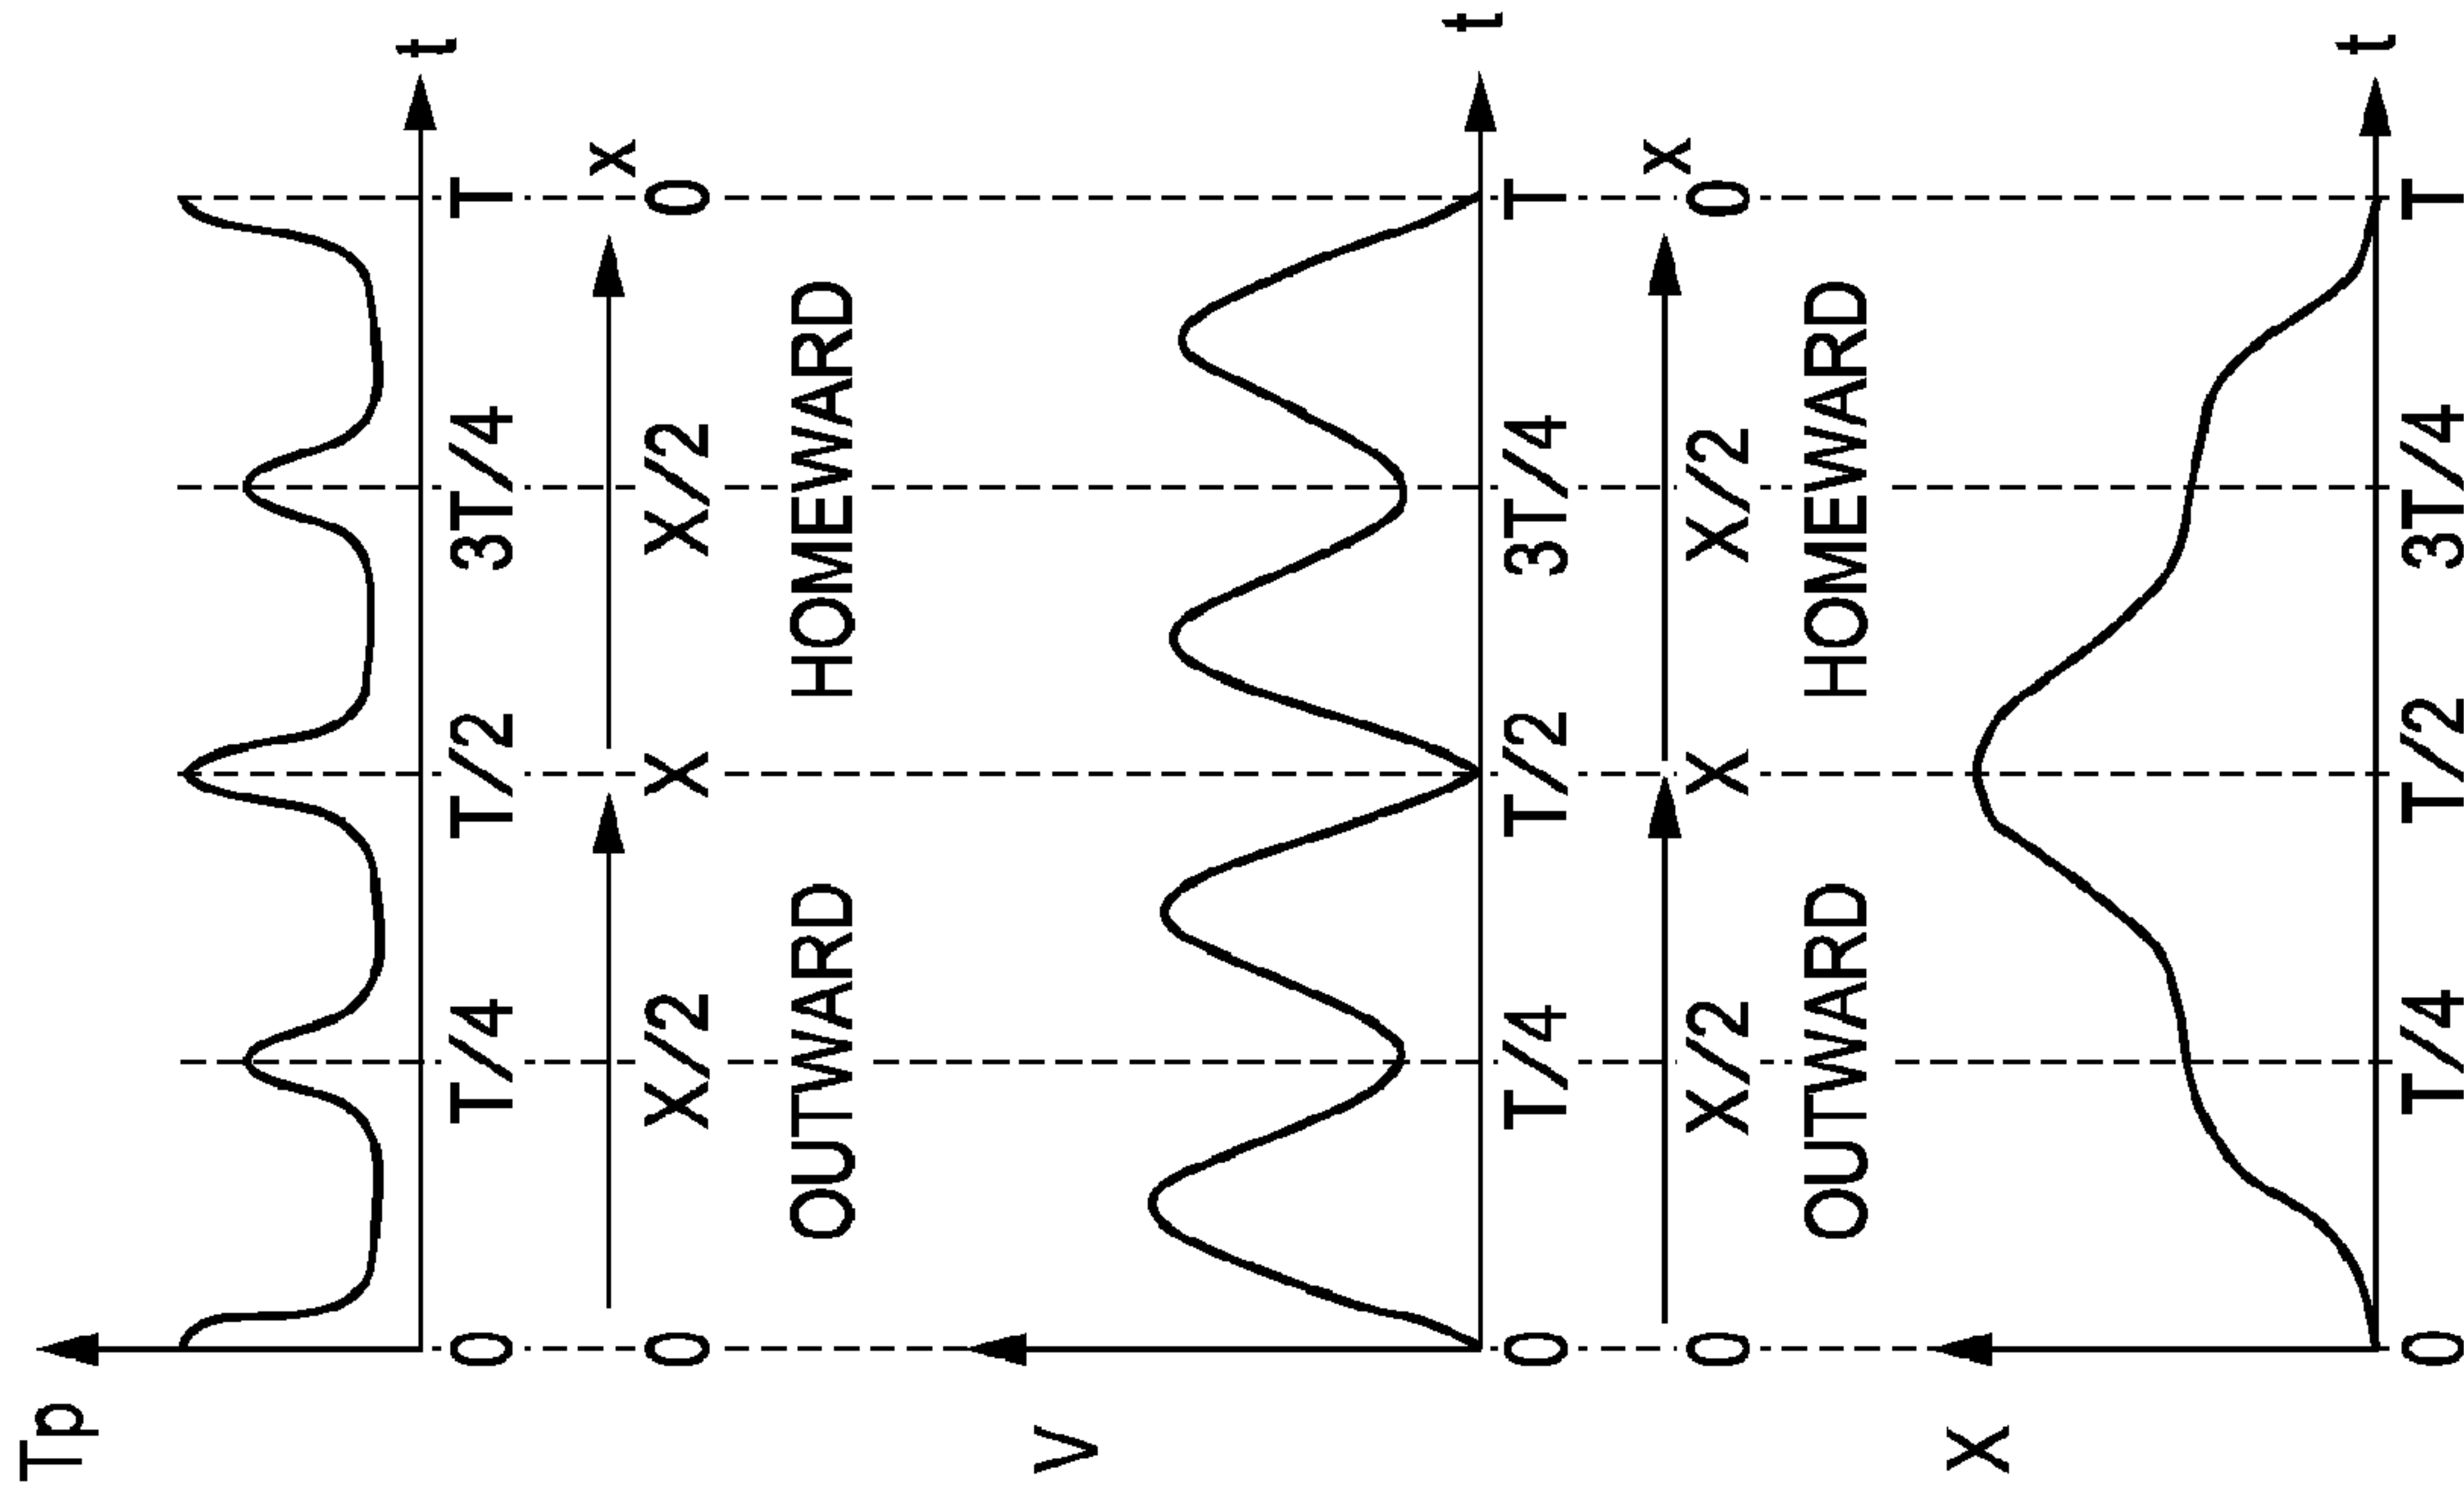 Tp
t
0 T/4 T/2 3T/4 T
x
0 X/2 X X/2 0
OUTWARD HOMEWARD
V
t
0 T/4 T/2 3T/4 T
x
0 X/2 X X/2 0
OUTWARD HOMEWARD
X
t
0 T/4 T/2 3T/4 T